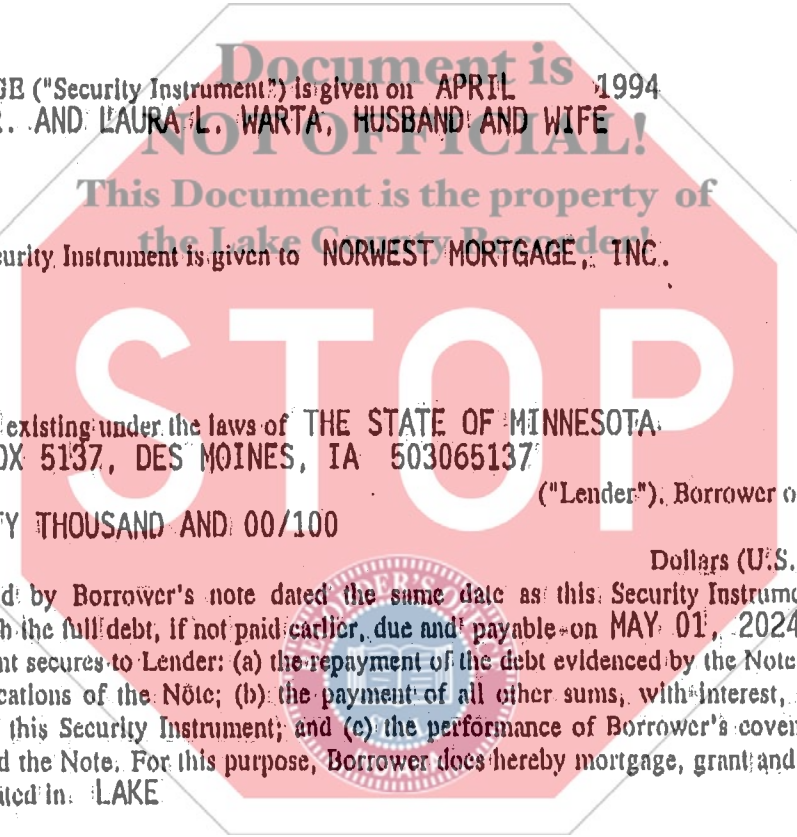 Document is
GE ("Security Instrument") is given on APRIL 1994
R. AND LAURA L. WARTA, HUSBAND AND WIFE
NOT OFFICIAL!
This Document is the property of
the Lake County Recorder!
curity Instrument is given to NORWEST MORTGAGE, INC.
STOP
existing under the laws of THE STATE OF MINNESOTA
OX 5137, DES MOINES, IA 503065137
("Lender"). Borrower o
TY THOUSAND AND 00/100
Dollars (U.S.
d by Borrower's note dated the same date as this Security Instrume
h the full debt, if not paid earlier, due and payable on MAY 01, 2024
nt secures to Lender: (a) the repayment of the debt evidenced by the Note
cations of the Note; (b) the payment of all other sums, with interest,
f this Security Instrument; and (c) the performance of Borrower's coven
d the Note. For this purpose, Borrower does hereby mortgage, grant and
ated in LAKE